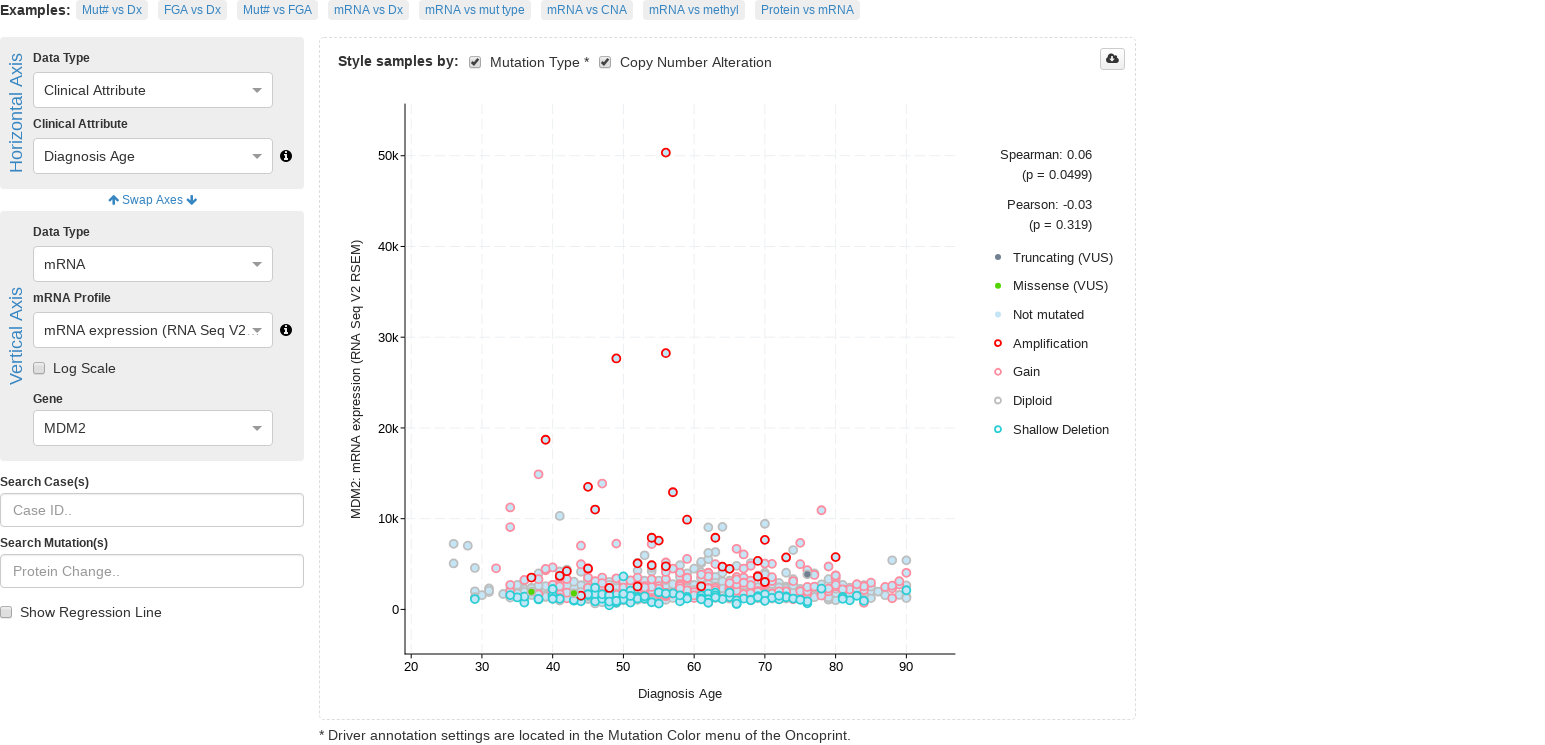 Examples: Mut# vs Dx FGA vs Dx Mut# vs FGA mRNA vs Dx mRNA vs mut type mRNA vs CNA mRNA vs methyl Protein vs mRNA
Horizontal Axis
Data Type
Clinical Attribute
Clinical Attribute
Diagnosis Age
Swap Axes
Vertical Axis
Data Type
mRNA
mRNA Profile
mRNA expression (RNA Seq V2...
Log Scale
Gene
MDM2
Search Case(s)
Case ID..
Search Mutation(s)
Protein Change..
Show Regression Line
Style samples by: Mutation Type * Copy Number Alteration
MDM2: mRNA expression (RNA Seq V2 RSEM)
50k
40k
30k
20k
10k
0
20 30 40 50 60 70 80 90
Diagnosis Age
Spearman: 0.06
(p = 0.0499)
Pearson: -0.03
(p = 0.319)
Truncating (VUS)
Missense (VUS)
Not mutated
Amplification
Gain
Diploid
Shallow Deletion
* Driver annotation settings are located in the Mutation Color menu of the Oncoprint.